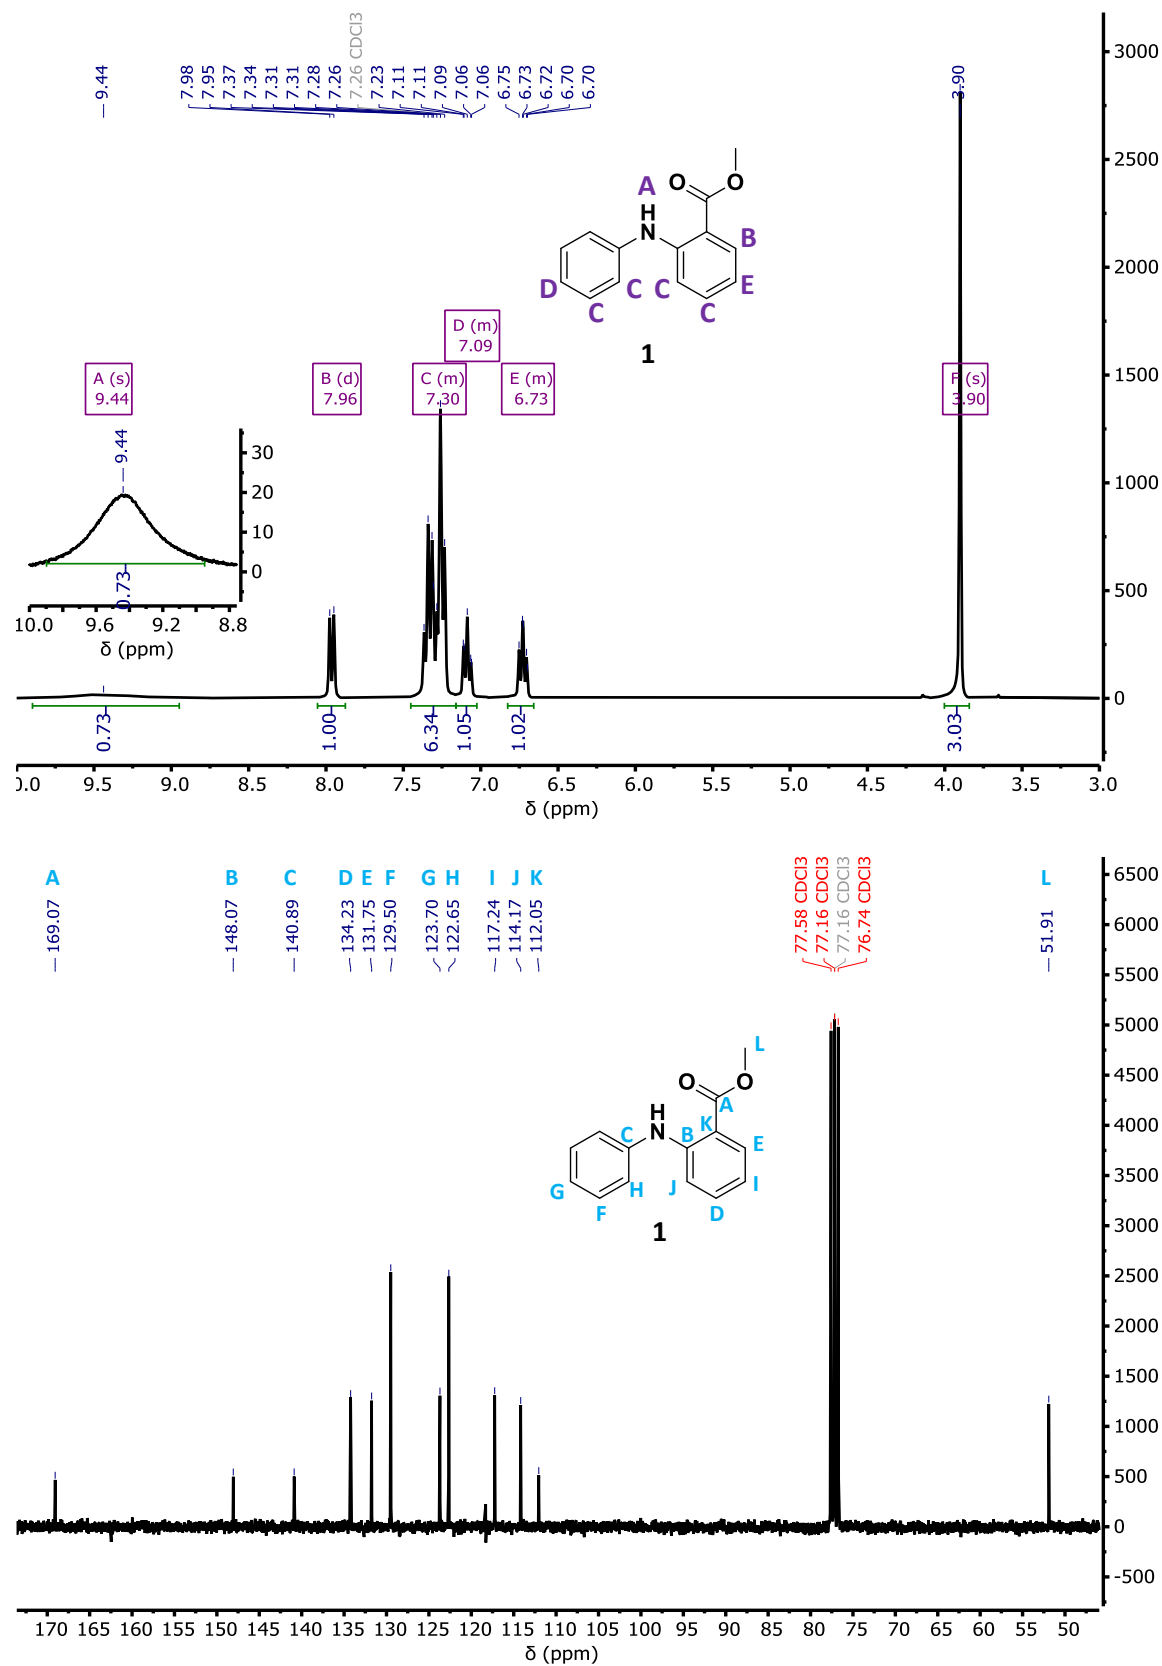 9.44
7.98
7.95
7.37
7.34
7.31
7.31
7.28
7.26
7.26 CDCl3
7.23
7.11
7.11
7.09
7.06
7.06
6.75
6.73
6.72
6.70
6.70
3.90
3000
2500
2000
1500
1000
500
0
A
H
N
O
O
B
D
C
C
E
C
C
1
D (m)
7.09
A (s)
9.44
B (d)
7.96
C (m)
7.30
E (m)
6.73
F (s)
3.90
9.44
30
20
10
0
0.73
10.0 9.6 9.2 8.8
δ (ppm)
0.73
1.00
6.34
1.05
1.02
3.03
0.0 9.5 9.0 8.5 8.0 7.5 7.0 6.5 6.0 5.5 5.0 4.5 4.0 3.5 3.0
δ (ppm)
A B C D E F G H I J K L
169.07
148.07
140.89
134.23
131.75
129.50
123.70
122.65
117.24
114.17
112.05
77.58 CDCl3
77.16 CDCl3
77.16 CDCl3
76.74 CDCl3
51.91
6500
6000
5500
5000
4500
4000
3500
3000
2500
2000
1500
1000
500
0
-500
L
O
O
A
H
N
K
C
B
E
G
H
J
I
F
D
1
170 165 160 155 150 145 140 135 130 125 120 115 110 105 100 95 90 85 80 75 70 65 60 55 50
δ (ppm)